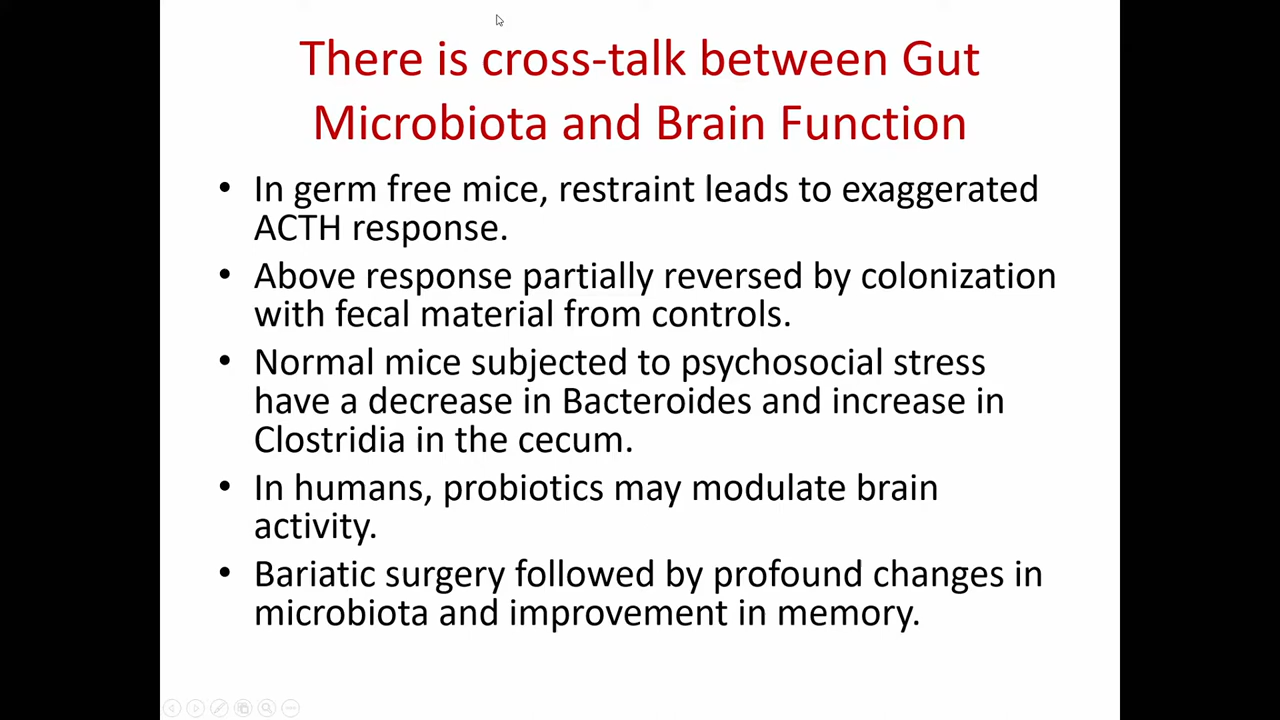 There is cross-talk between Gut
Microbiota and Brain Function
• In germ free mice, restraint leads to exaggerated
ACTH response.
• Above response partially reversed by colonization
with fecal material from controls.
• Normal mice subjected to psychosocial stress
have a decrease in Bacteroides and increase in
Clostridia in the cecum.
• In humans, probiotics may modulate brain
activity.
• Bariatic surgery followed by profound changes in
microbiota and improvement in memory.